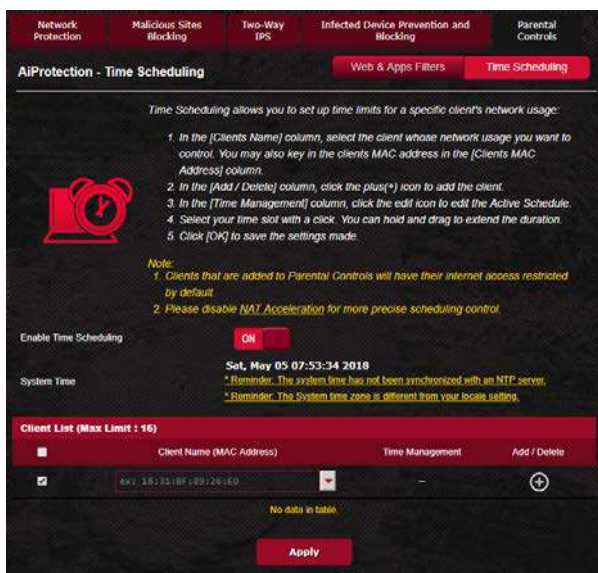 Network Protection
Malicious Sites Blocking
Two-Way IPS
Infected Device Prevention and Blocking
Parental Controls
AiProtection - Time Scheduling
Web & Apps Filters
Time Scheduling
Time Scheduling allows you to set up time limits for a specific client's network usage:
1. In the [Clients Name] column, select the client whose network usage you want to
control. You may also key in the clients MAC address in the [Clients MAC
Address] column.
2. In the [Add / Delete] column, click the plus(+) icon to add the client.
3. In the [Time Management] column, click the edit icon to edit the Active Schedule.
4. Select your time slot with a click. You can hold and drag to extend the duration.
5. Click [OK] to save the settings made.
Note:
1. Clients that are added to Parental Controls will have their internet access restricted
by default.
2. Please disable NAT Acceleration for more precise scheduling control.
Enable Time Scheduling
ON
System Time
Sat, May 05 07:53:34 2018
* Reminder: The system time has not been synchronized with an NTP server.
* Reminder: The System time zone is different from your locale setting.
Client List (Max Limit : 16)
Client Name (MAC Address)
Time Management
Add / Delete
ex: 18:31:BF:89:26:E0
–
No data in table.
Apply